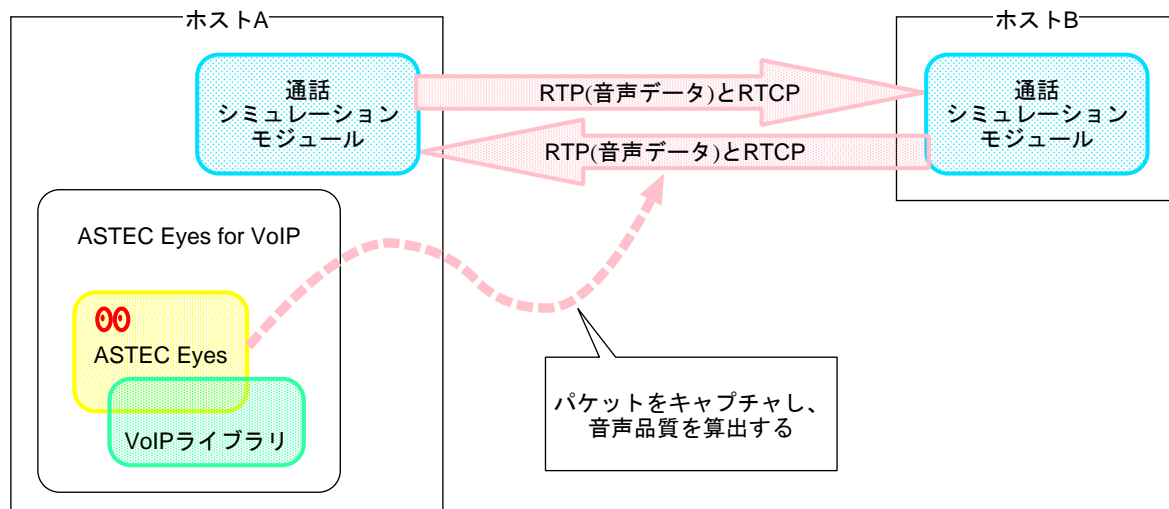 ホストA
ホストB
通話
シミュレーション
モジュール
RTP(音声データ)とRTCP
通話
シミュレーション
モジュール
RTP(音声データ)とRTCP
ASTEC Eyes for VoIP
ASTEC Eyes
VoIPライブラリ
パケットをキャプチャし、
音声品質を算出する